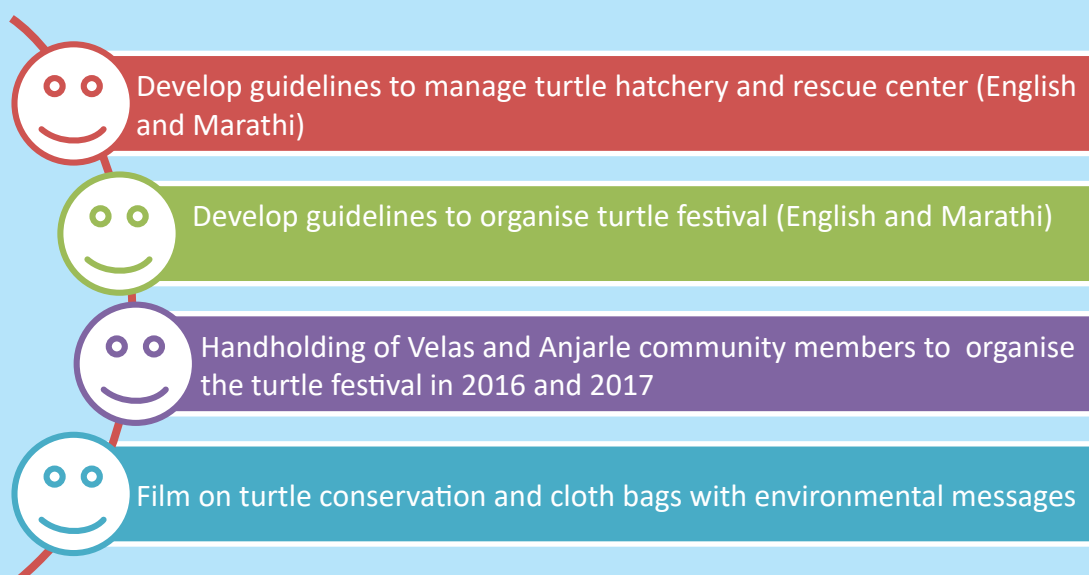 Develop guidelines to manage turtle hatchery and rescue center (English
and Marathi)
Develop guidelines to organise turtle festival (English and Marathi)
Handholding of Velas and Anjarle community members to  organise
the turtle festival in 2016 and 2017
Film on turtle conservation and cloth bags with environmental messages